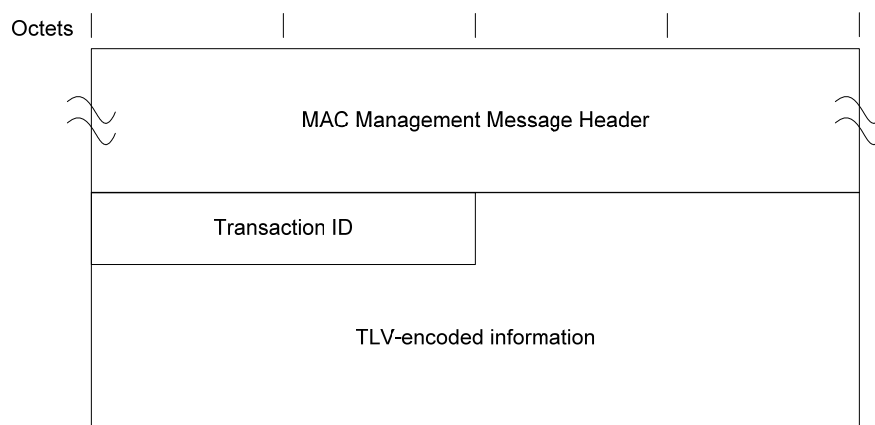 Octets
MAC Management Message Header
Transaction ID
TLV-encoded information